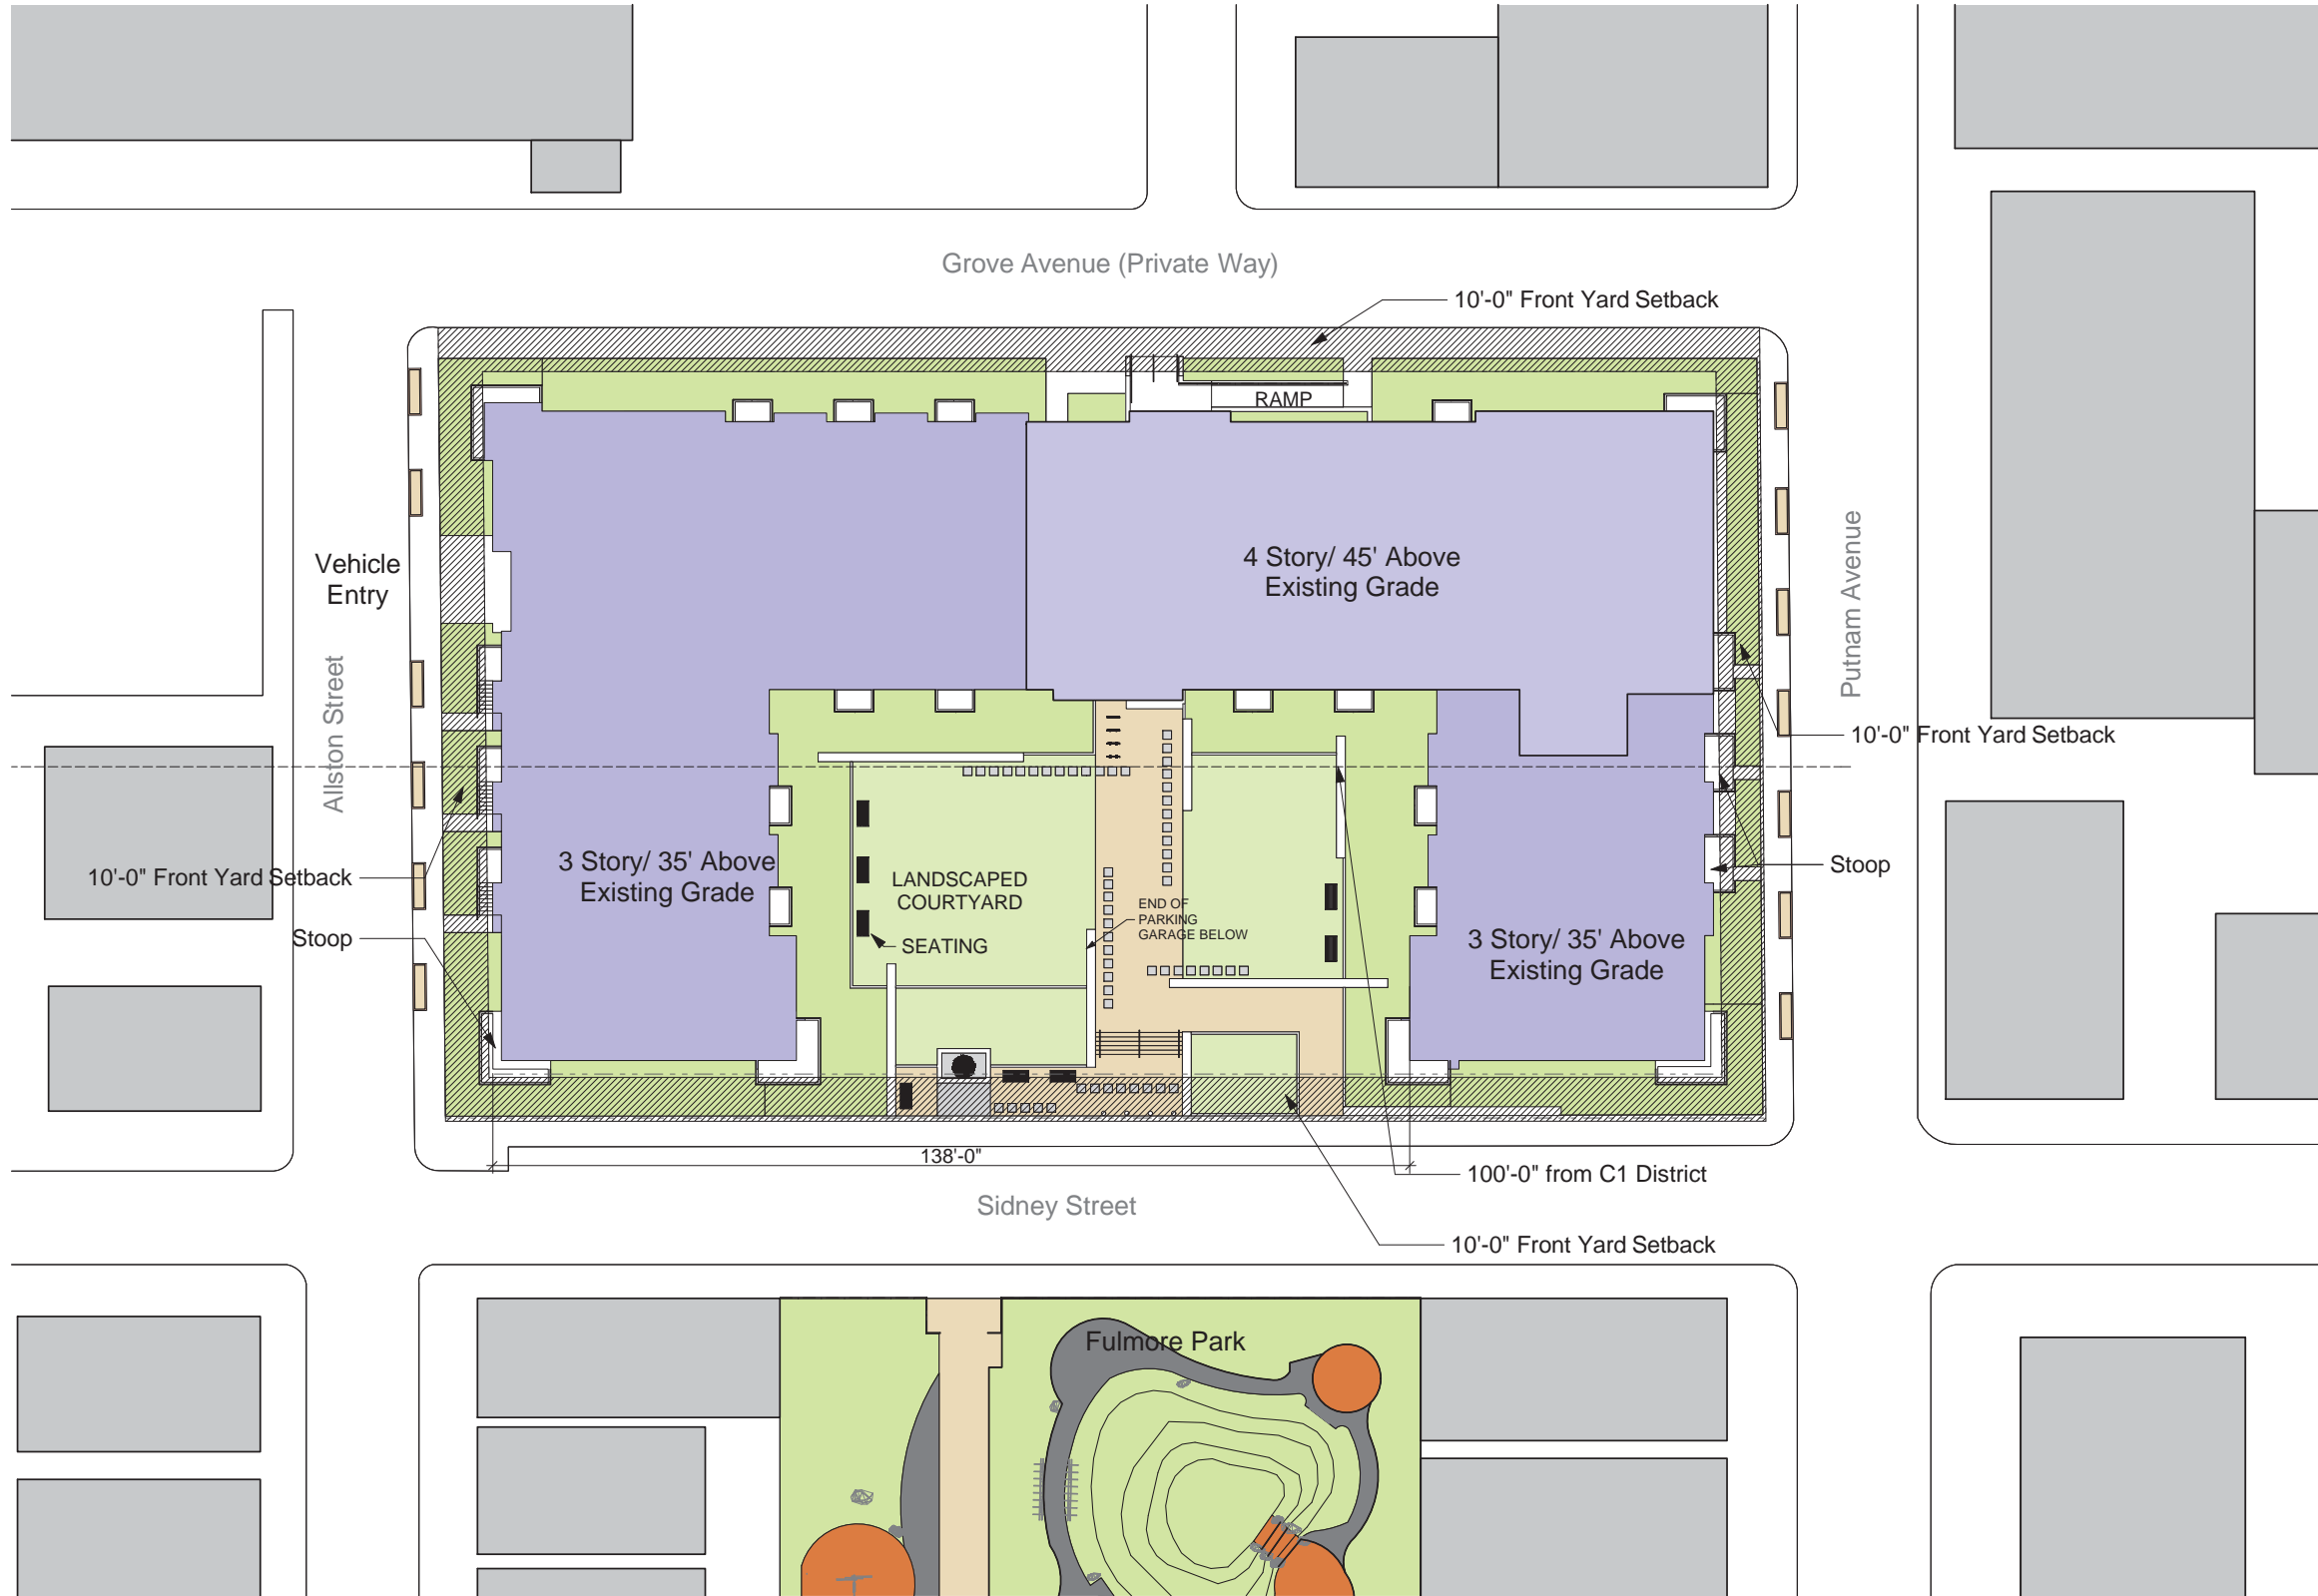 Grove Avenue (Private Way)
10'-0" Front Yard Setback
RAMP
Vehicle
Entry
4 Story/ 45' Above
Existing Grade
Putnam Avenue
Allston Street
10'-0" Front Yard Setback
3 Story/ 35' Above
Existing Grade
10'-0" Front Yard Setback
LANDSCAPED
COURTYARD
Stoop
END OF
PARKING
GARAGE BELOW
SEATING
Stoop
3 Story/ 35' Above
Existing Grade
138'-0"
100'-0" from C1 District
Sidney Street
10'-0" Front Yard Setback
Fulmore Park